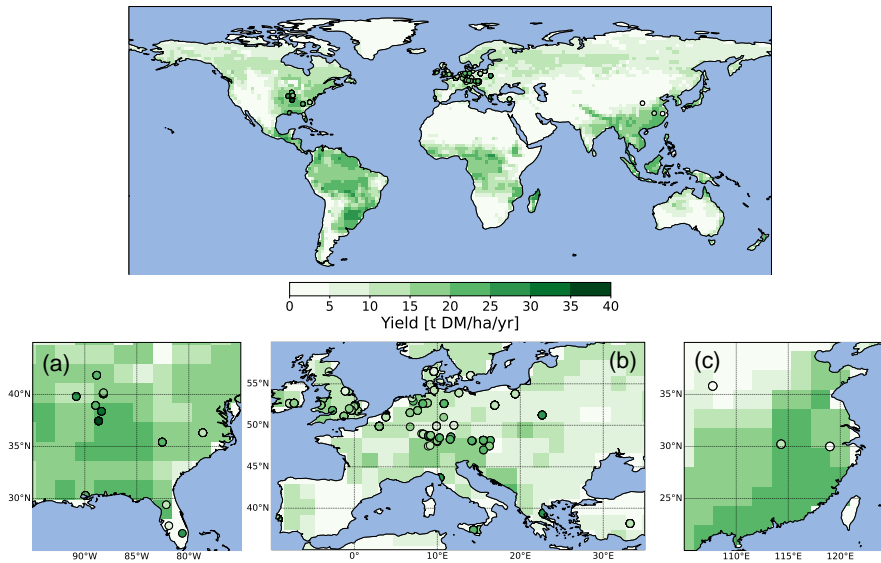 0 5 10 15 20 25 30 35 40
Yield [t DM/ha/yr]
(a)
40°N
35°N
30°N
90°W 85°W 80°W
(b)
55°N
50°N
45°N
40°N
0° 10°E 20°E 30°E
(c)
35°N
30°N
25°N
110°E 115°E 120°E